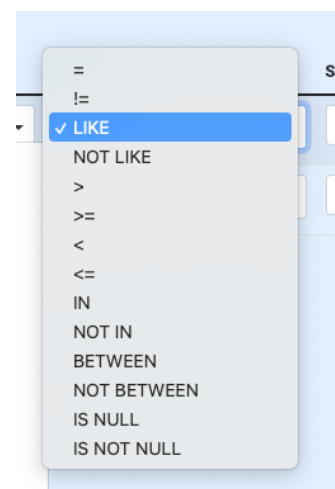 =
!=
✓ LIKE
NOT LIKE
>
>=
<
<=
IN
NOT IN
BETWEEN
NOT BETWEEN
IS NULL
IS NOT NULL
S